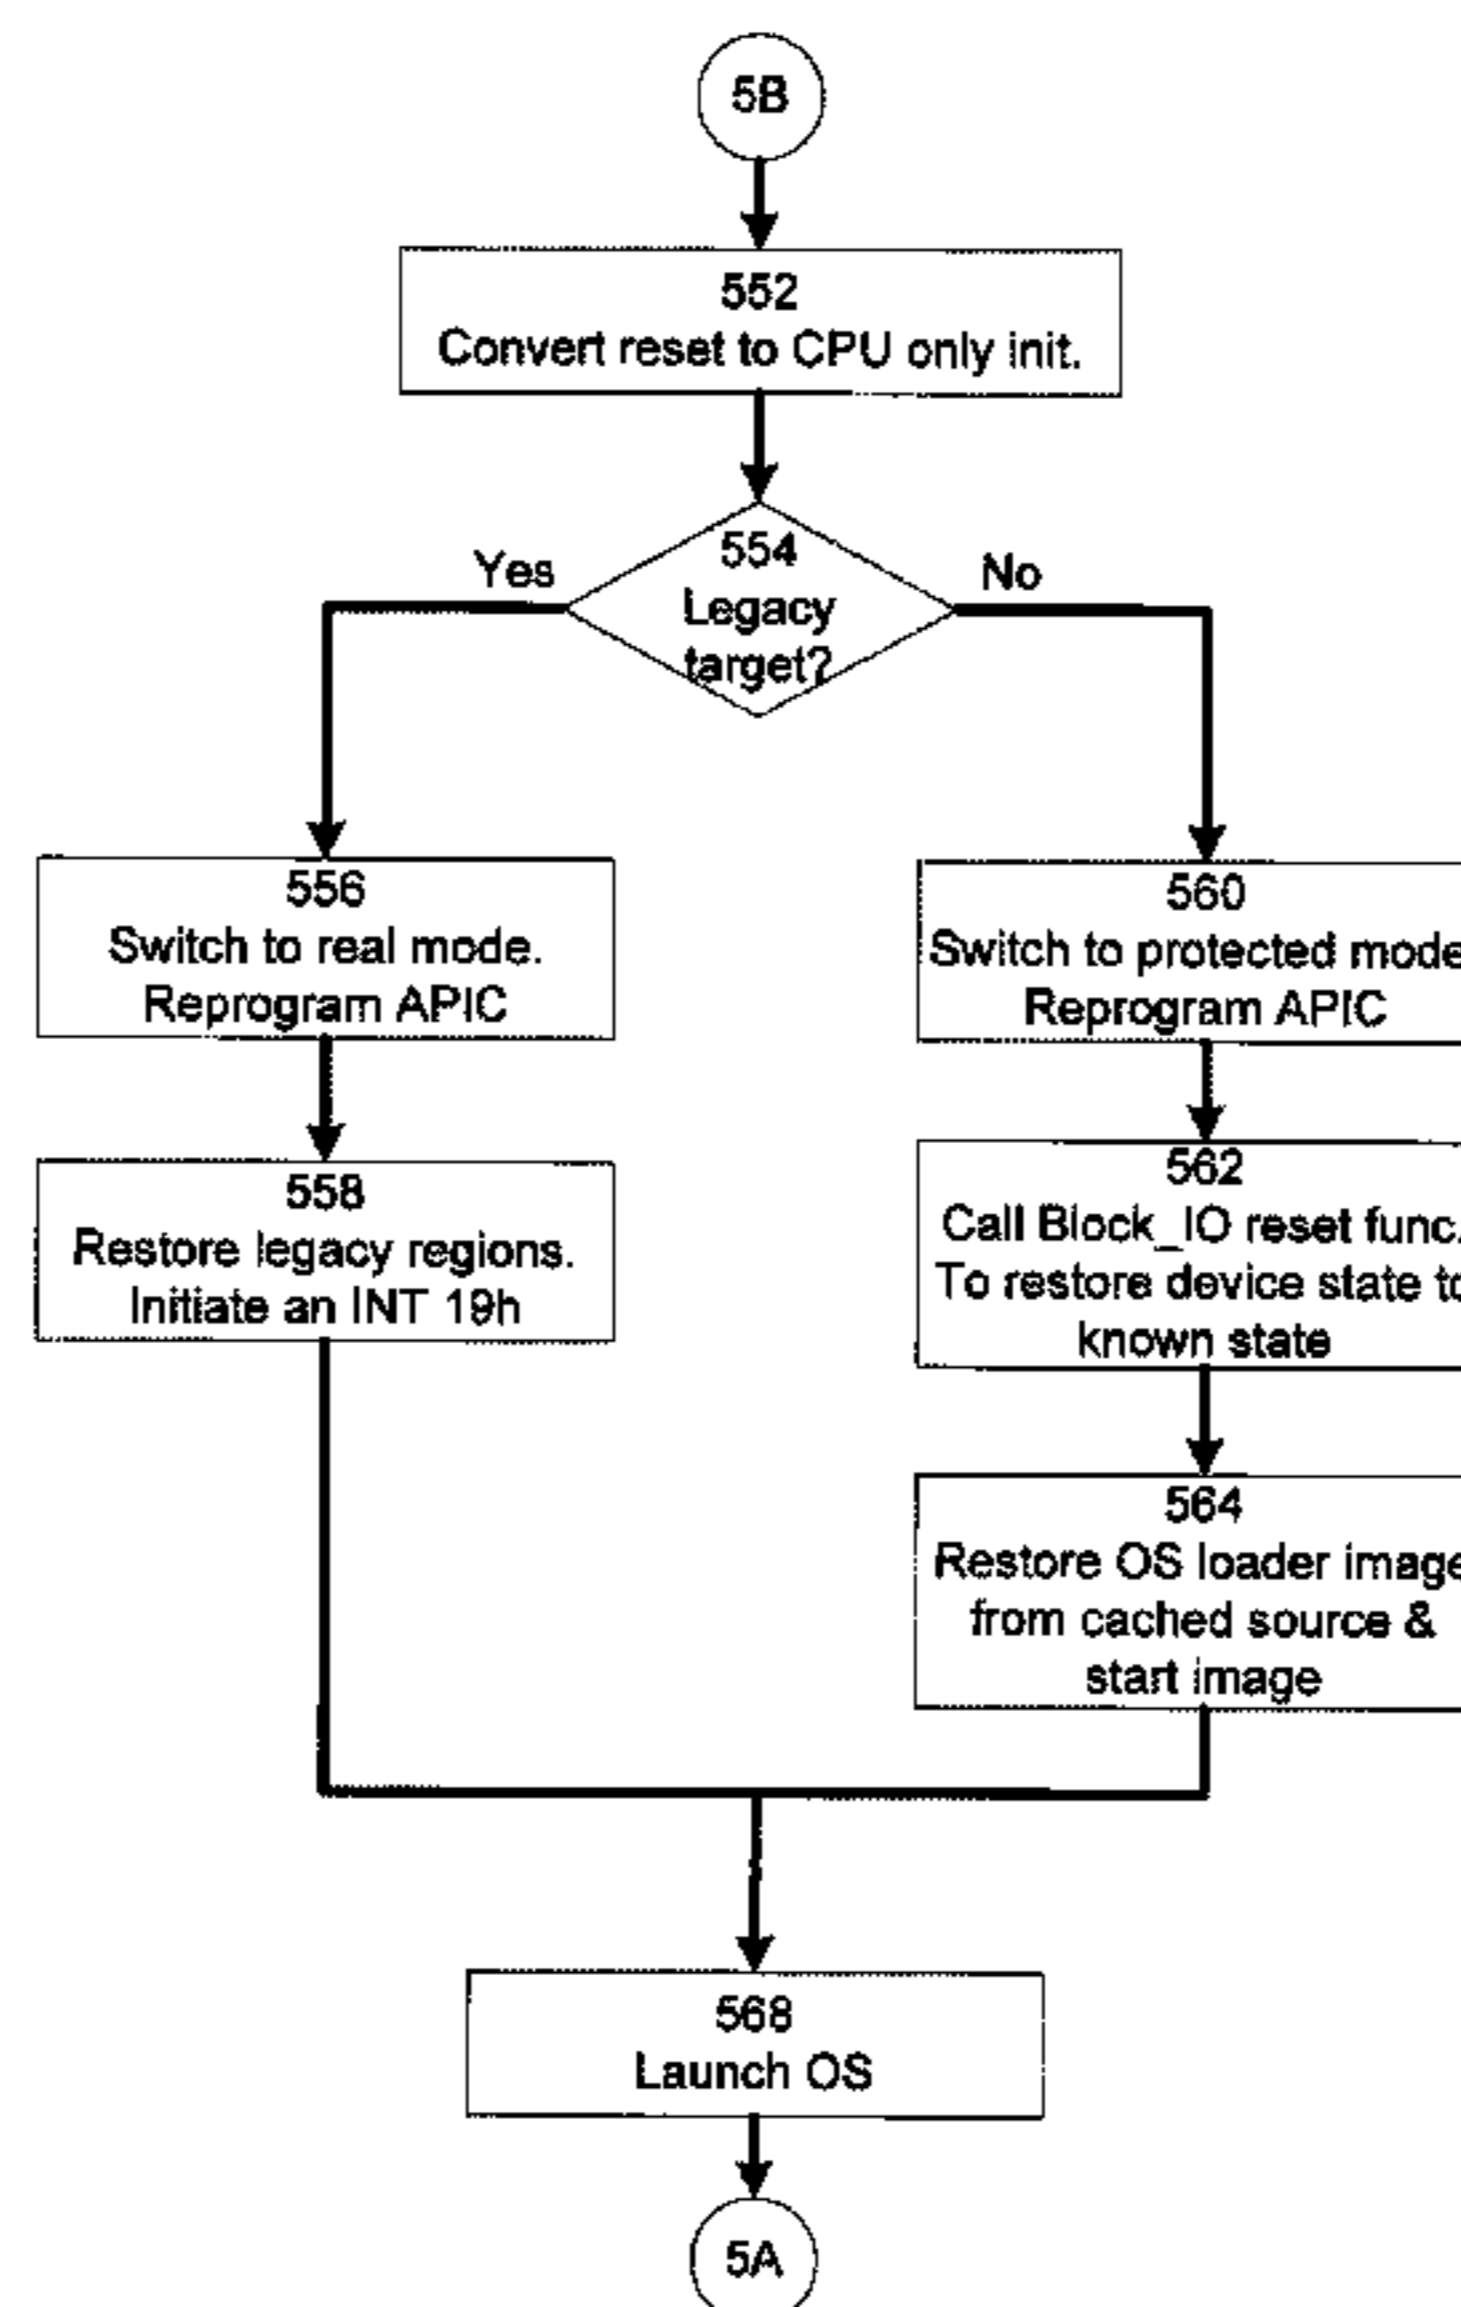 5B
552
Convert reset to CPU only init.
554
Legacy
target?
Yes
No
556
Switch to real mode.
Reprogram APIC
558
Restore legacy regions.
Initiate an INT 19h
560
Switch to protected mode
Reprogram APIC
562
Call Block_IO reset func.
To restore device state to
known state
564
Restore OS loader image
from cached source &
start image
568
Launch OS
5A